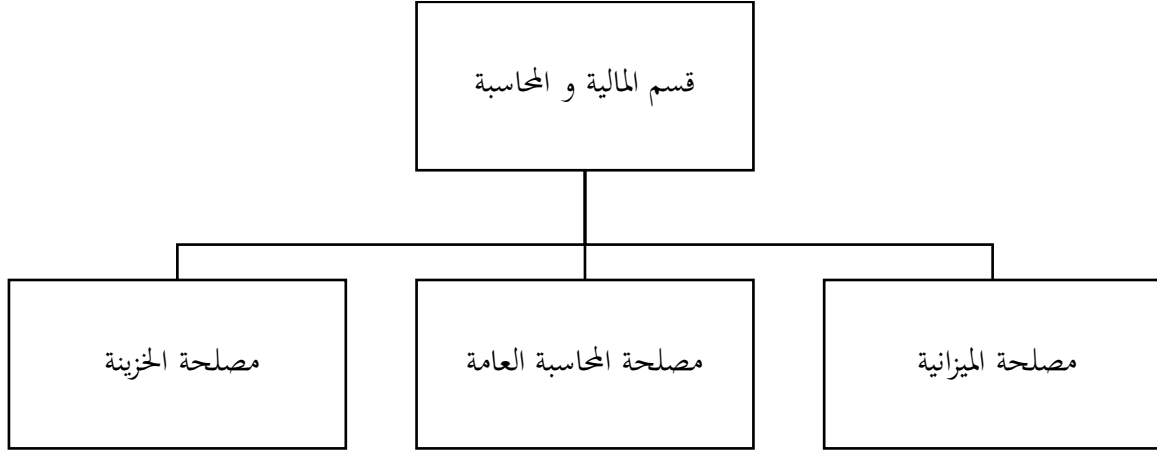 قسم المالية و المحاسبة
مصلحة الميزانية
مصلحة المحاسبة العامة
مصلحة الخزينة